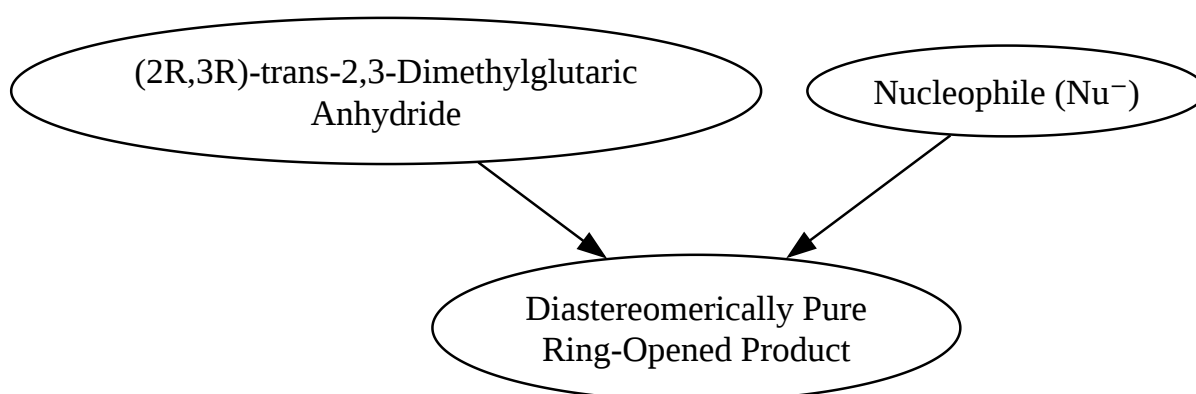 (2R,3R)-trans-2,3-Dimethylglutaric
Anhydride
Nucleophile (Nu⁻)
Diastereomerically Pure
Ring-Opened Product